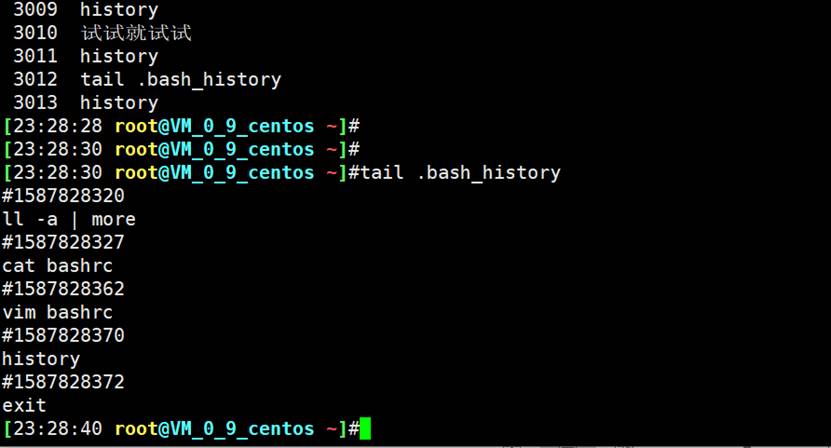 3009 history
3010 试试就试试
3011 history
3012 tail .bash_history
3013 history
[23:28:28 root@VM_0_9_centos ~]#
[23:28:30 root@VM_0_9_centos ~]#
[23:28:30 root@VM_0_9_centos ~]#tail .bash_history
#1587828320
ll -a | more
#1587828327
cat bashrc
#1587828362
vim bashrc
#1587828370
history
#1587828372
exit
[23:28:40 root@VM_0_9_centos ~]#